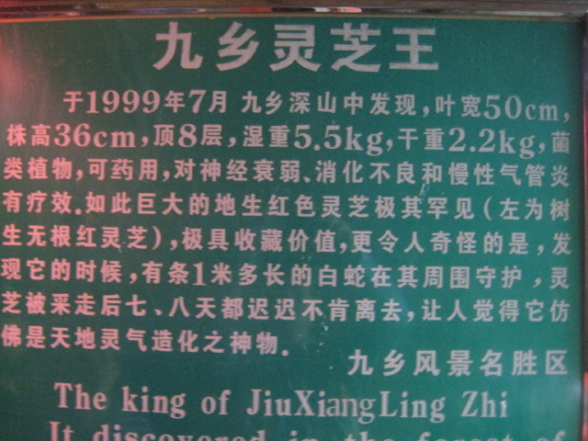 九乡灵芝王
于1999年7月 九乡深山中发现,叶宽50cm,
株高36cm,顶8层,湿重5.5kg,干重2.2kg,菌
类植物,可药用,对神经衰弱、消化不良和慢性气管炎
有疗效.如此巨大的地生红色灵芝极其罕见(左为树
生无根红灵芝),极具收藏价值,更令人奇怪的是,发
现它的时候,有条1米多长的白蛇在其周围守护,灵
芝被采走后七、八天都迟迟不肯离去,让人觉得它仿
佛是天地灵气造化之神物.
九乡风景名胜区
The king of JiuXiangLing Zhi
It discovered in the forest of